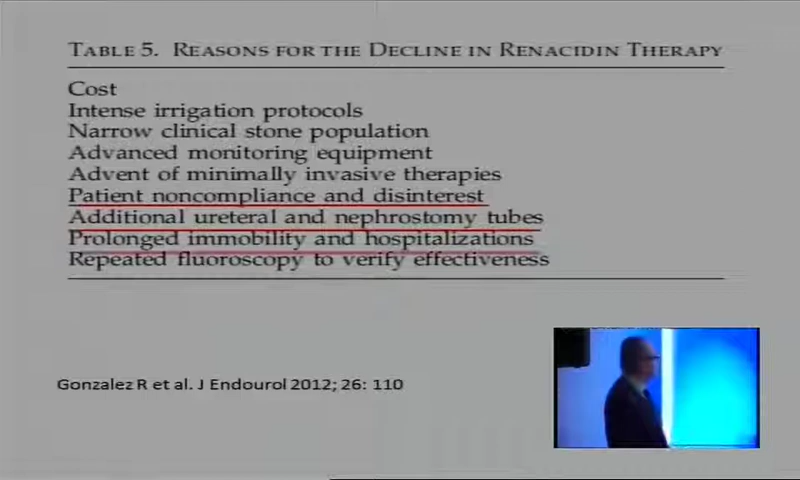 TABLE 5. REASONS FOR THE DECLINE IN RENACIDIN THERAPY
Cost
Intense irrigation protocols
Narrow clinical stone population
Advanced monitoring equipment
Advent of minimally invasive therapies
Patient noncompliance and disinterest
Additional ureteral and nephrostomy tubes
Prolonged immobility and hospitalizations
Repeated fluoroscopy to verify effectiveness
Gonzalez R et al. J Endourol 2012; 26: 110